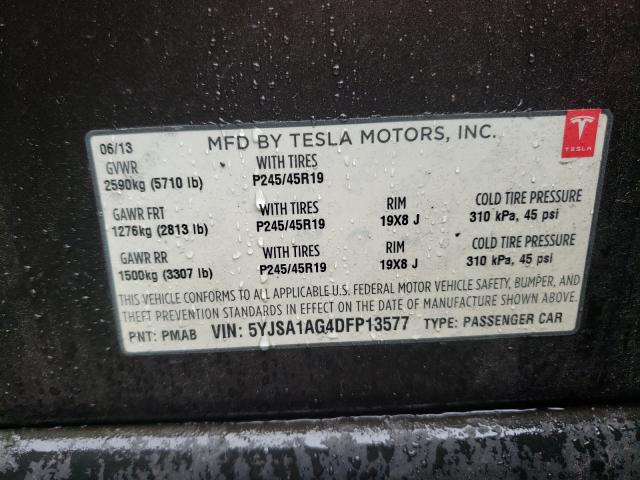 06/13 MFD BY TESLA MOTORS, INC.
TESLA
GVWR WITH TIRES
2590kg (5710 lb) P245/45R19
GAWR FRT WITH TIRES RIM COLD TIRE PRESSURE
1276kg (2813 lb) P245/45R19 19X8 J 310 kPa, 45 psi
GAWR RR WITH TIRES RIM COLD TIRE PRESSURE
1500kg (3307 lb) P245/45R19 19X8 J 310 kPa, 45 psi
THIS VEHICLE CONFORMS TO ALL APPLICABLE U.S. FEDERAL MOTOR VEHICLE SAFETY, BUMPER, AND
THEFT PREVENTION STANDARDS IN EFFECT ON THE DATE OF MANUFACTURE SHOWN ABOVE.
PNT: PMAB VIN: 5YJSA1AG4DFP13577 TYPE: PASSENGER CAR